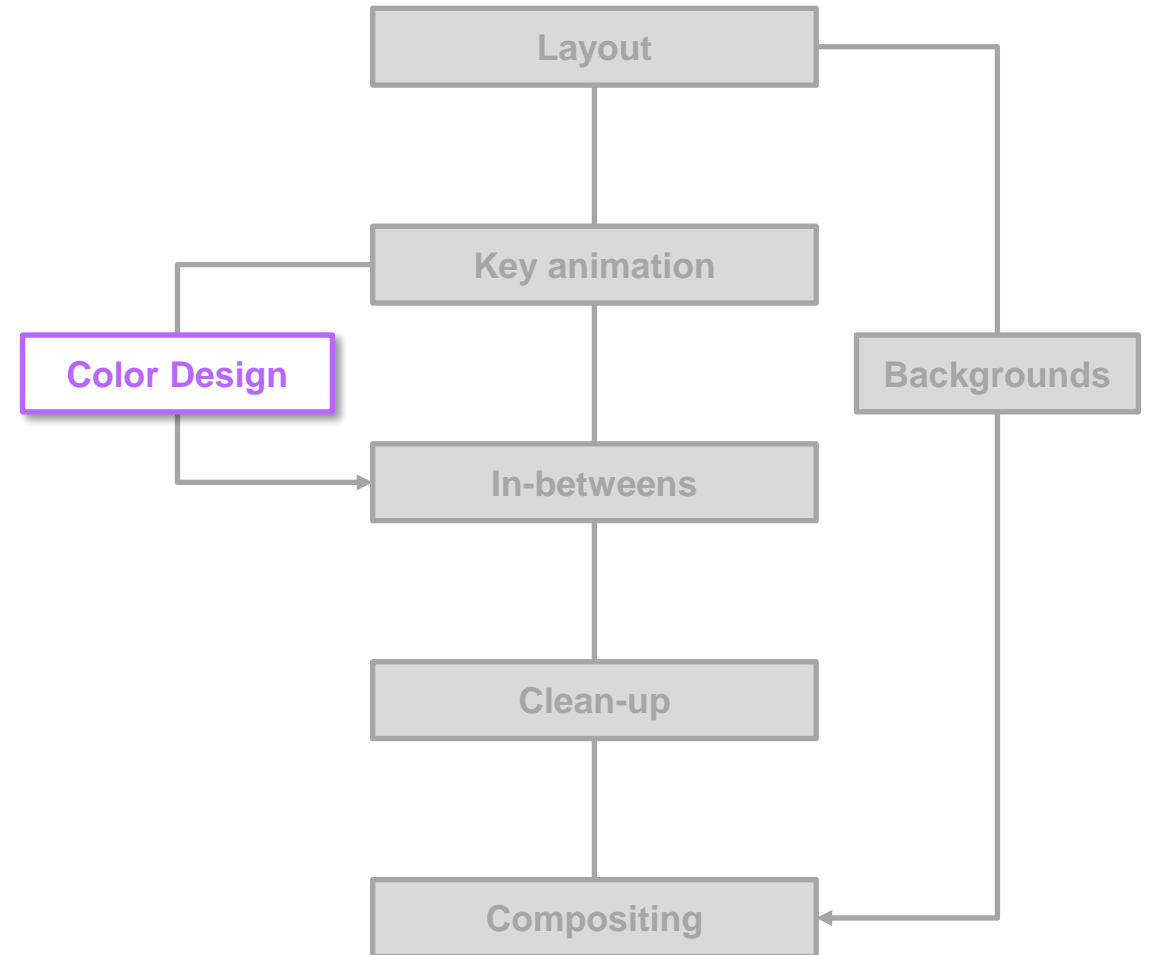 Layout
Key animation
Color Design
Backgrounds
In-betweens
Clean-up
Compositing